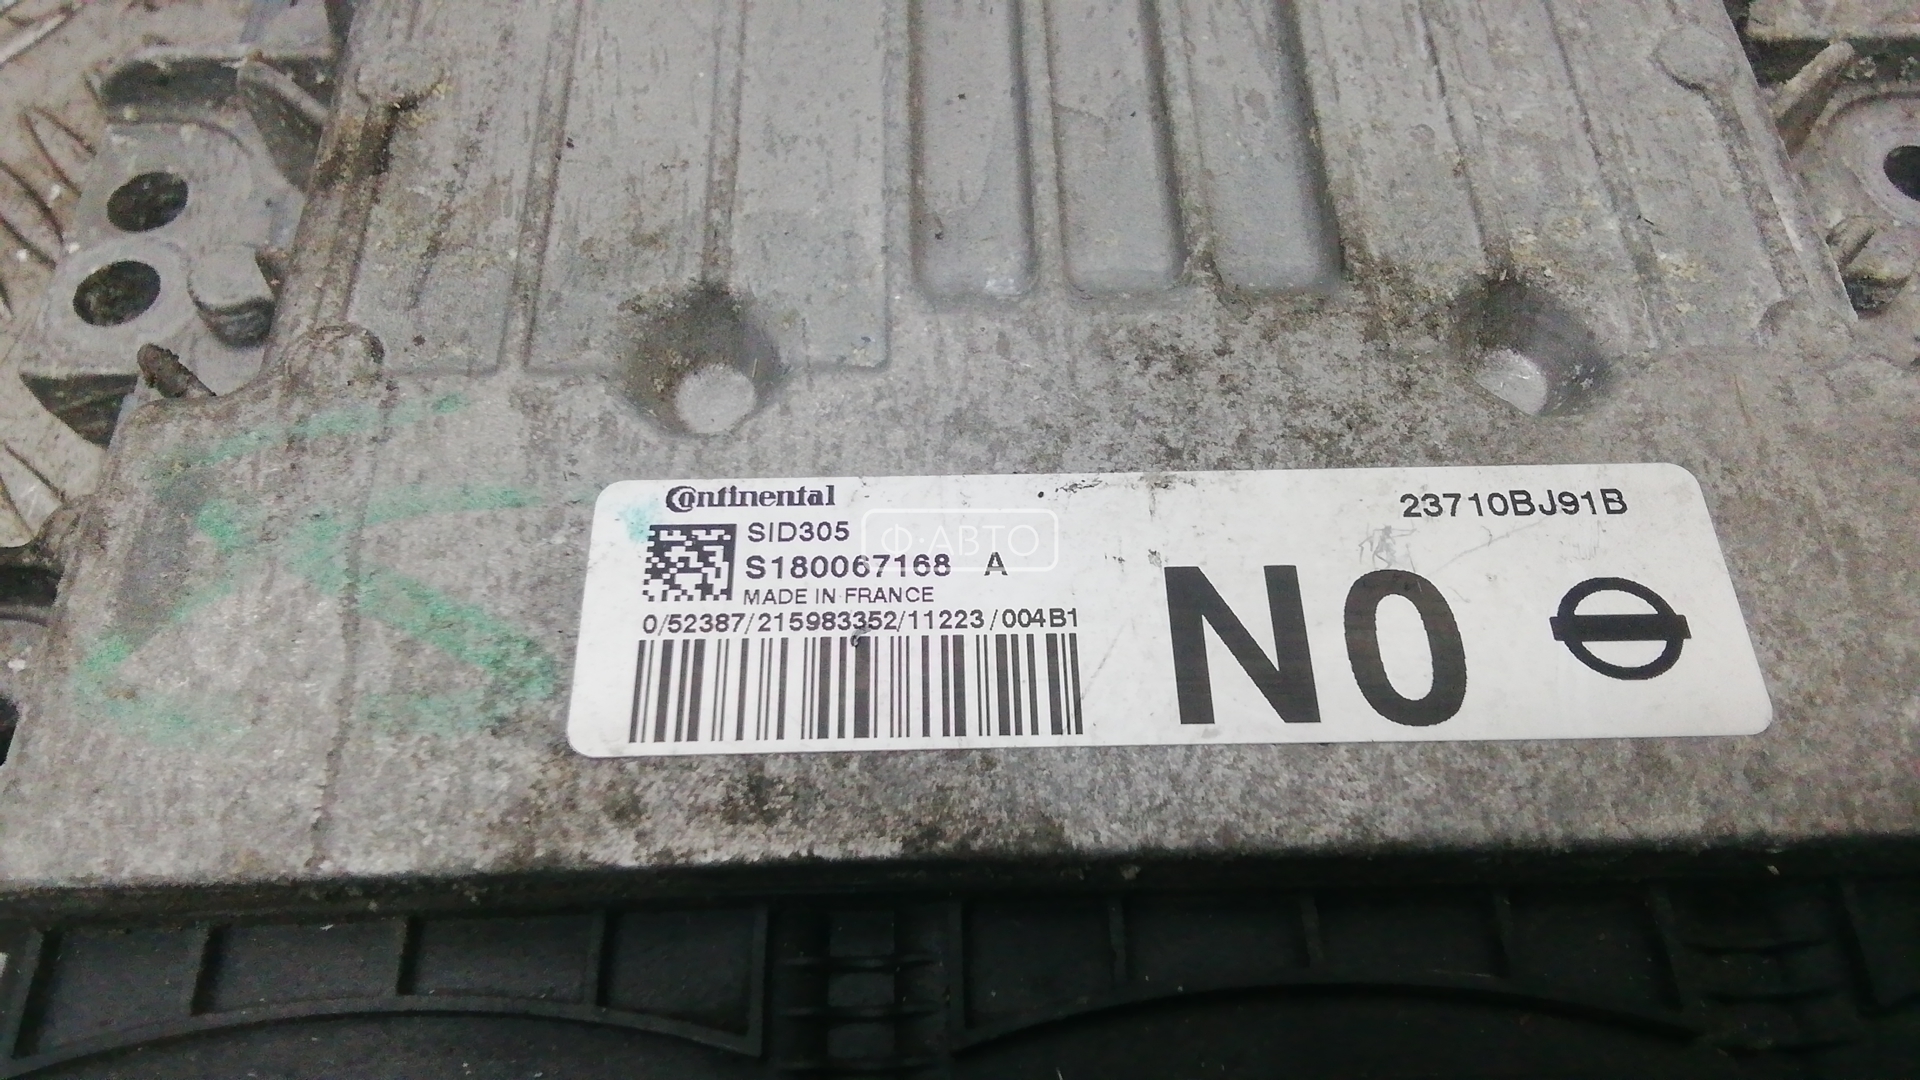 Continental
23710BJ91B
SID305
S180067168 A
MADE IN FRANCE
0/52387/215983352/11223/004B1
N0
Ф·АВТО